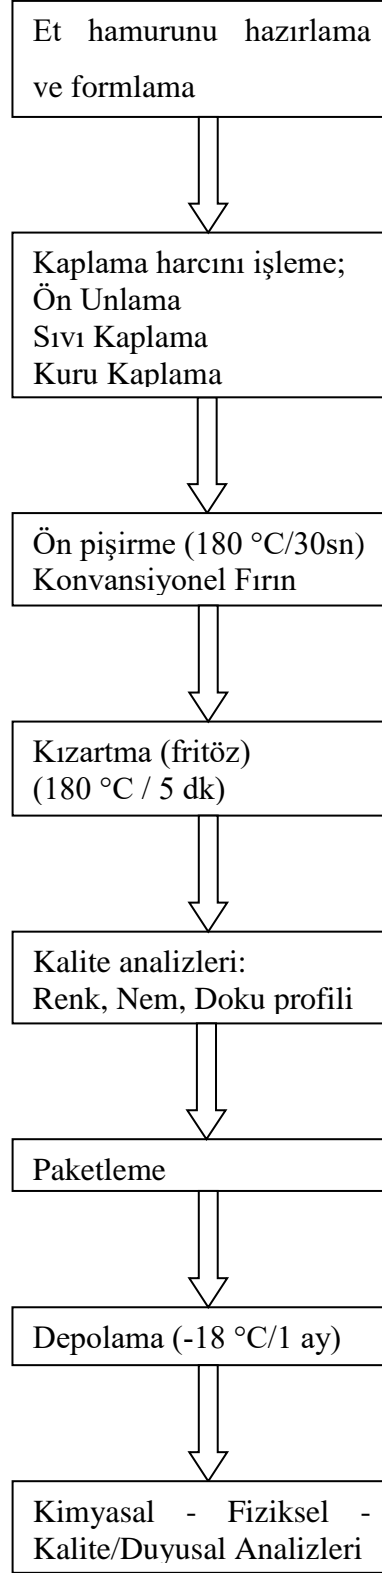 Et hamurunu hazırlama
ve formlama
Kaplama harcını işleme;
Ön Unlama
Sıvı Kaplama
Kuru Kaplama
Ön pişirme (180 °C/30sn)
Konvansiyonel Fırın
Kızartma (fritöz)
(180 °C / 5 dk)
Kalite analizleri:
Renk, Nem, Doku profili
Paketleme
Depolama (-18 °C/1 ay)
Kimyasal - Fiziksel -
Kalite/Duyusal Analizleri